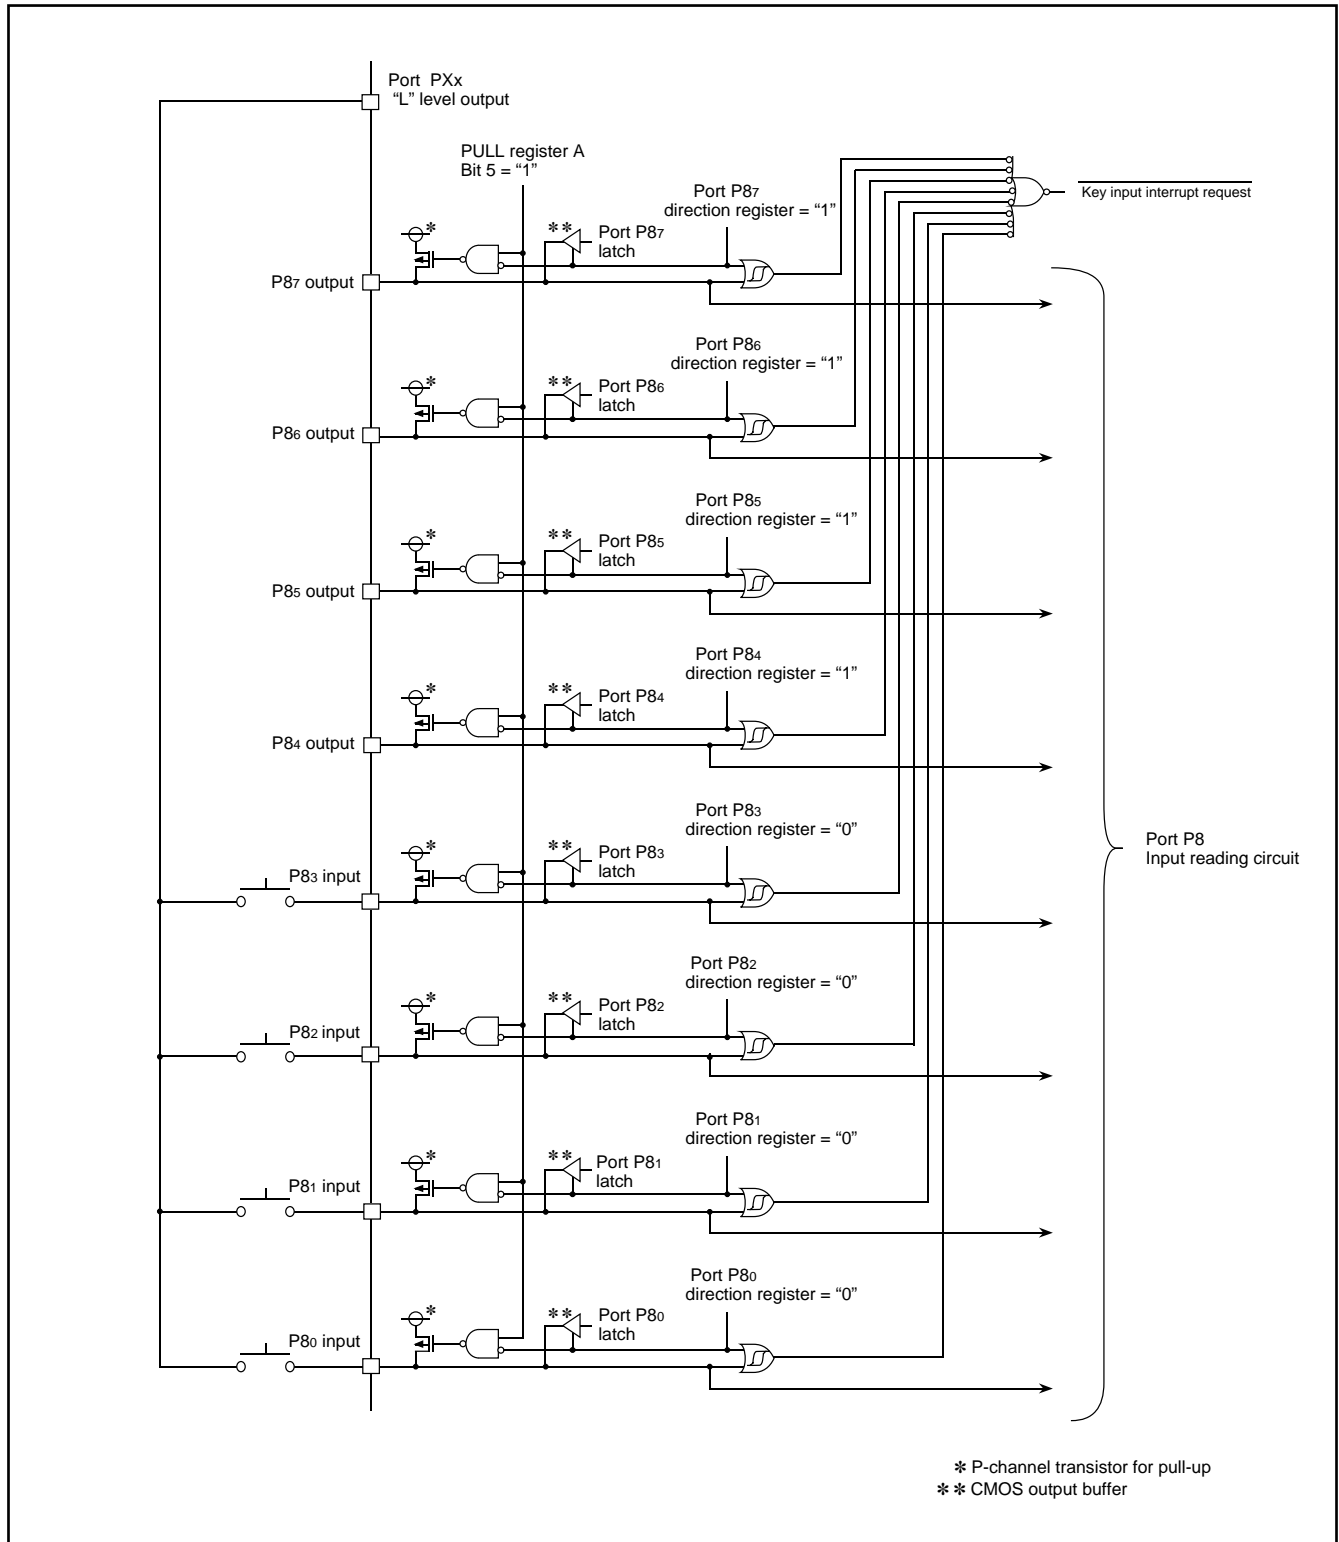 Port PXx
“L” level output
PULL register A
Bit 5 = “1”
Key input interrupt request
Port P87
direction register = “1”
*
**
Port P87
latch
P87 output
Port P86
direction register = “1”
*
**
Port P86
latch
P86 output
Port P85
direction register = “1”
*
**
Port P85
latch
P85 output
Port P84
direction register = “1”
*
**
Port P84
latch
P84 output
Port P83
direction register = “0”
*
**
Port P83
latch
P83 input
Port P8
Input reading circuit
Port P82
direction register = “0”
*
**
Port P82
latch
P82 input
Port P81
direction register = “0”
*
**
Port P81
latch
P81 input
Port P80
direction register = “0”
*
**
Port P80
latch
P80 input
* P-channel transistor for pull-up
** CMOS output buffer